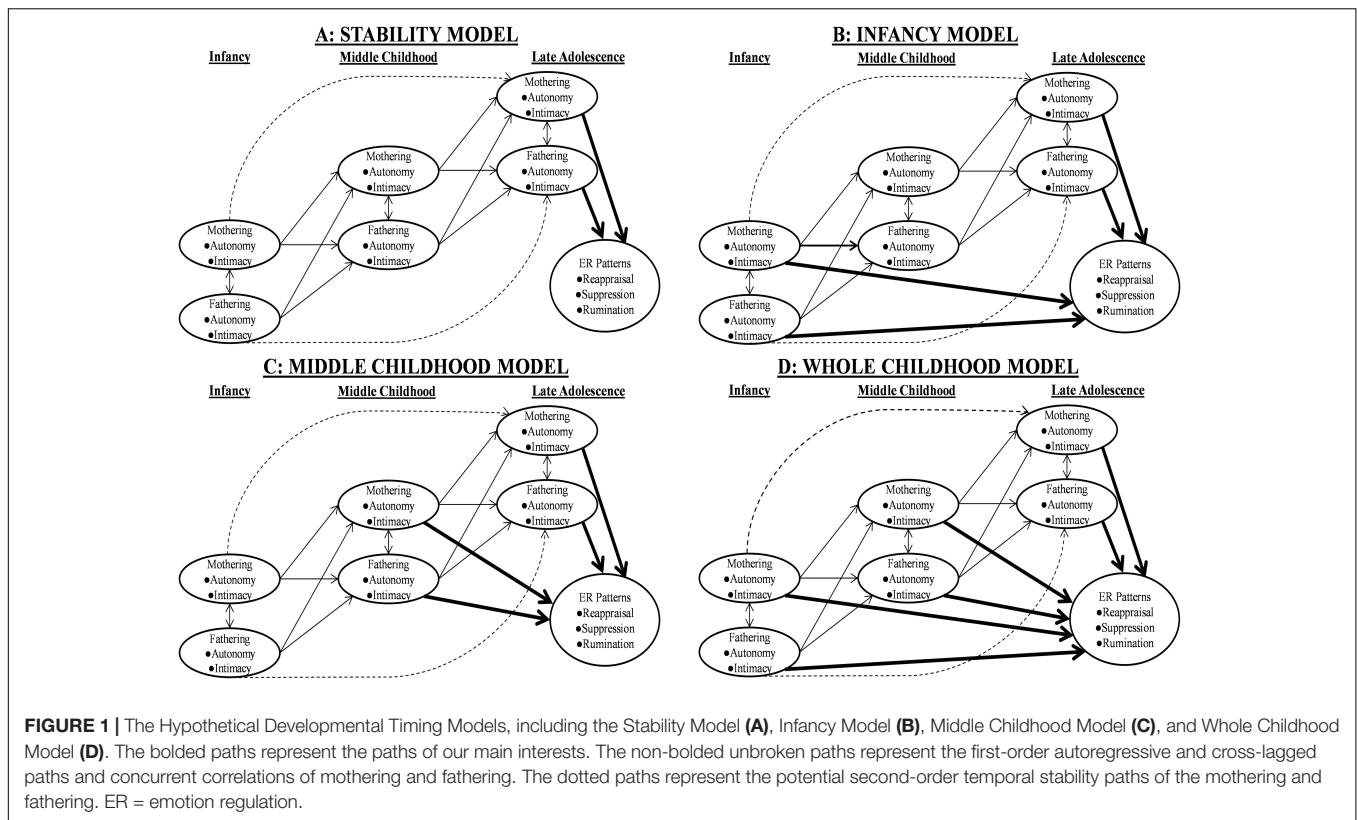 A: STABILITY MODEL
Infancy
Middle Childhood
Late Adolescence
Mothering
●Autonomy
●Intimacy
Mothering
●Autonomy
●Intimacy
Fathering
●Autonomy
●Intimacy
Mothering
●Autonomy
●Intimacy
Fathering
●Autonomy
●Intimacy
Fathering
●Autonomy
●Intimacy
ER Patterns
●Reappraisal
●Suppression
●Rumination
B: INFANCY MODEL
Infancy
Middle Childhood
Late Adolescence
Mothering
●Autonomy
●Intimacy
Mothering
●Autonomy
●Intimacy
Fathering
●Autonomy
●Intimacy
Mothering
●Autonomy
●Intimacy
Fathering
●Autonomy
●Intimacy
Fathering
●Autonomy
●Intimacy
ER Patterns
●Reappraisal
●Suppression
●Rumination
C: MIDDLE CHILDHOOD MODEL
Infancy
Middle Childhood
Late Adolescence
Mothering
●Autonomy
●Intimacy
Mothering
●Autonomy
●Intimacy
Fathering
●Autonomy
●Intimacy
Mothering
●Autonomy
●Intimacy
Fathering
●Autonomy
●Intimacy
Fathering
●Autonomy
●Intimacy
ER Patterns
●Reappraisal
●Suppression
●Rumination
D: WHOLE CHILDHOOD MODEL
Infancy
Middle Childhood
Late Adolescence
Mothering
●Autonomy
●Intimacy
Mothering
●Autonomy
●Intimacy
Fathering
●Autonomy
●Intimacy
Mothering
●Autonomy
●Intimacy
Fathering
●Autonomy
●Intimacy
Fathering
●Autonomy
●Intimacy
ER Patterns
●Reappraisal
●Suppression
●Rumination
FIGURE 1 | The Hypothetical Developmental Timing Models, including the Stability Model (A), Infancy Model (B), Middle Childhood Model (C), and Whole Childhood
Model (D). The bolded paths represent the paths of our main interests. The non-bolded unbroken paths represent the first-order autoregressive and cross-lagged
paths and concurrent correlations of mothering and fathering. The dotted paths represent the potential second-order temporal stability paths of the mothering and
fathering. ER = emotion regulation.